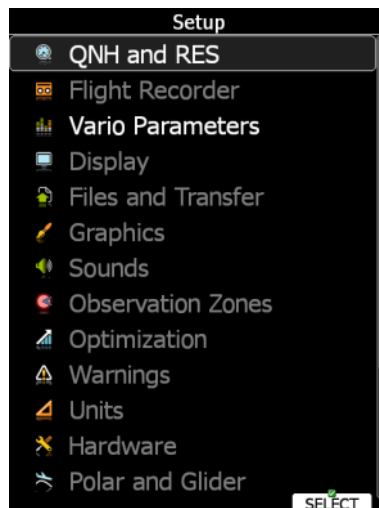 Setup
QNH and RES
Flight Recorder
Vario Parameters
Display
Files and Transfer
Graphics
Sounds
Observation Zones
Optimization
Warnings
Units
Hardware
Polar and Glider
SELECT